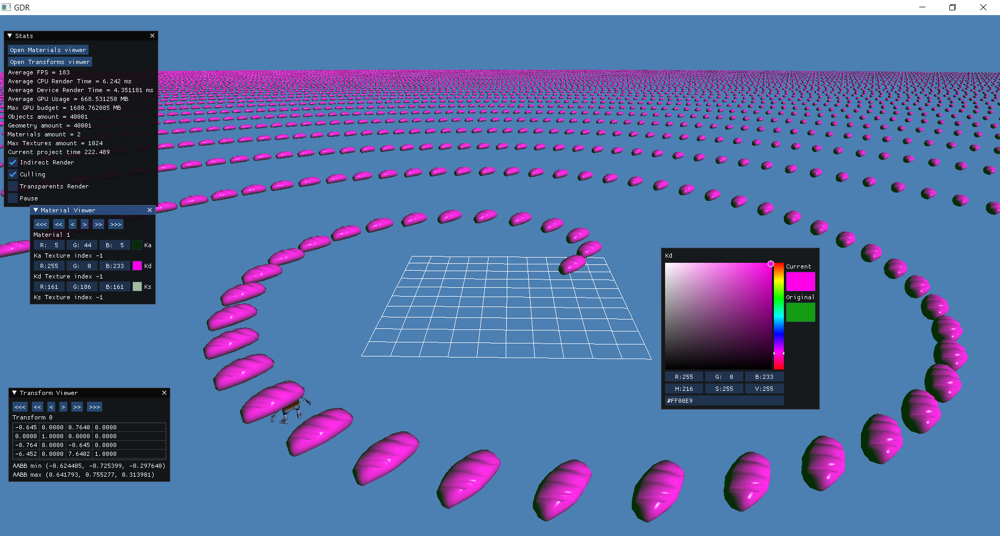 GDR
Stats
Open Materials viewer
Open Transforms viewer
Average FPS = 183
Average CPU Render Time = 6.242 ms
Average Device Render Time = 4.351181 ms
Average GPU Usage = 668.531250 MB
Max GPU budget = 1680.762085 MB
Objects amount = 40001
Geometry amount = 40001
Materials amount = 2
Max Textures amount = 1024
Current project time 222.489
Indirect Render
Culling
Transparents Render
Pause
Material Viewer
<<< << < > >> >>>
Material 1
R: 5 G: 44 B: 5 Ka
Ka Texture index -1
R:255 G: 0 B:233 Kd
Kd Texture index -1
R:161 G:186 B:161 Ks
Ks Texture index -1
Kd
Current
Original
R:255 G: 0 B:233
H:216 S:255 V:255
#FF00E9
Transform Viewer
<<< << < > >> >>>
Transform 0
-0.645 0.0000 0.7640 0.0000
0.0000 1.0000 0.0000 0.0000
-0.764 0.0000 -0.645 0.0000
-6.452 0.0000 7.6402 1.0000
AABB min (-0.624405, -0.725399, -0.297640)
AABB max (0.641793, 0.755277, 0.313901)